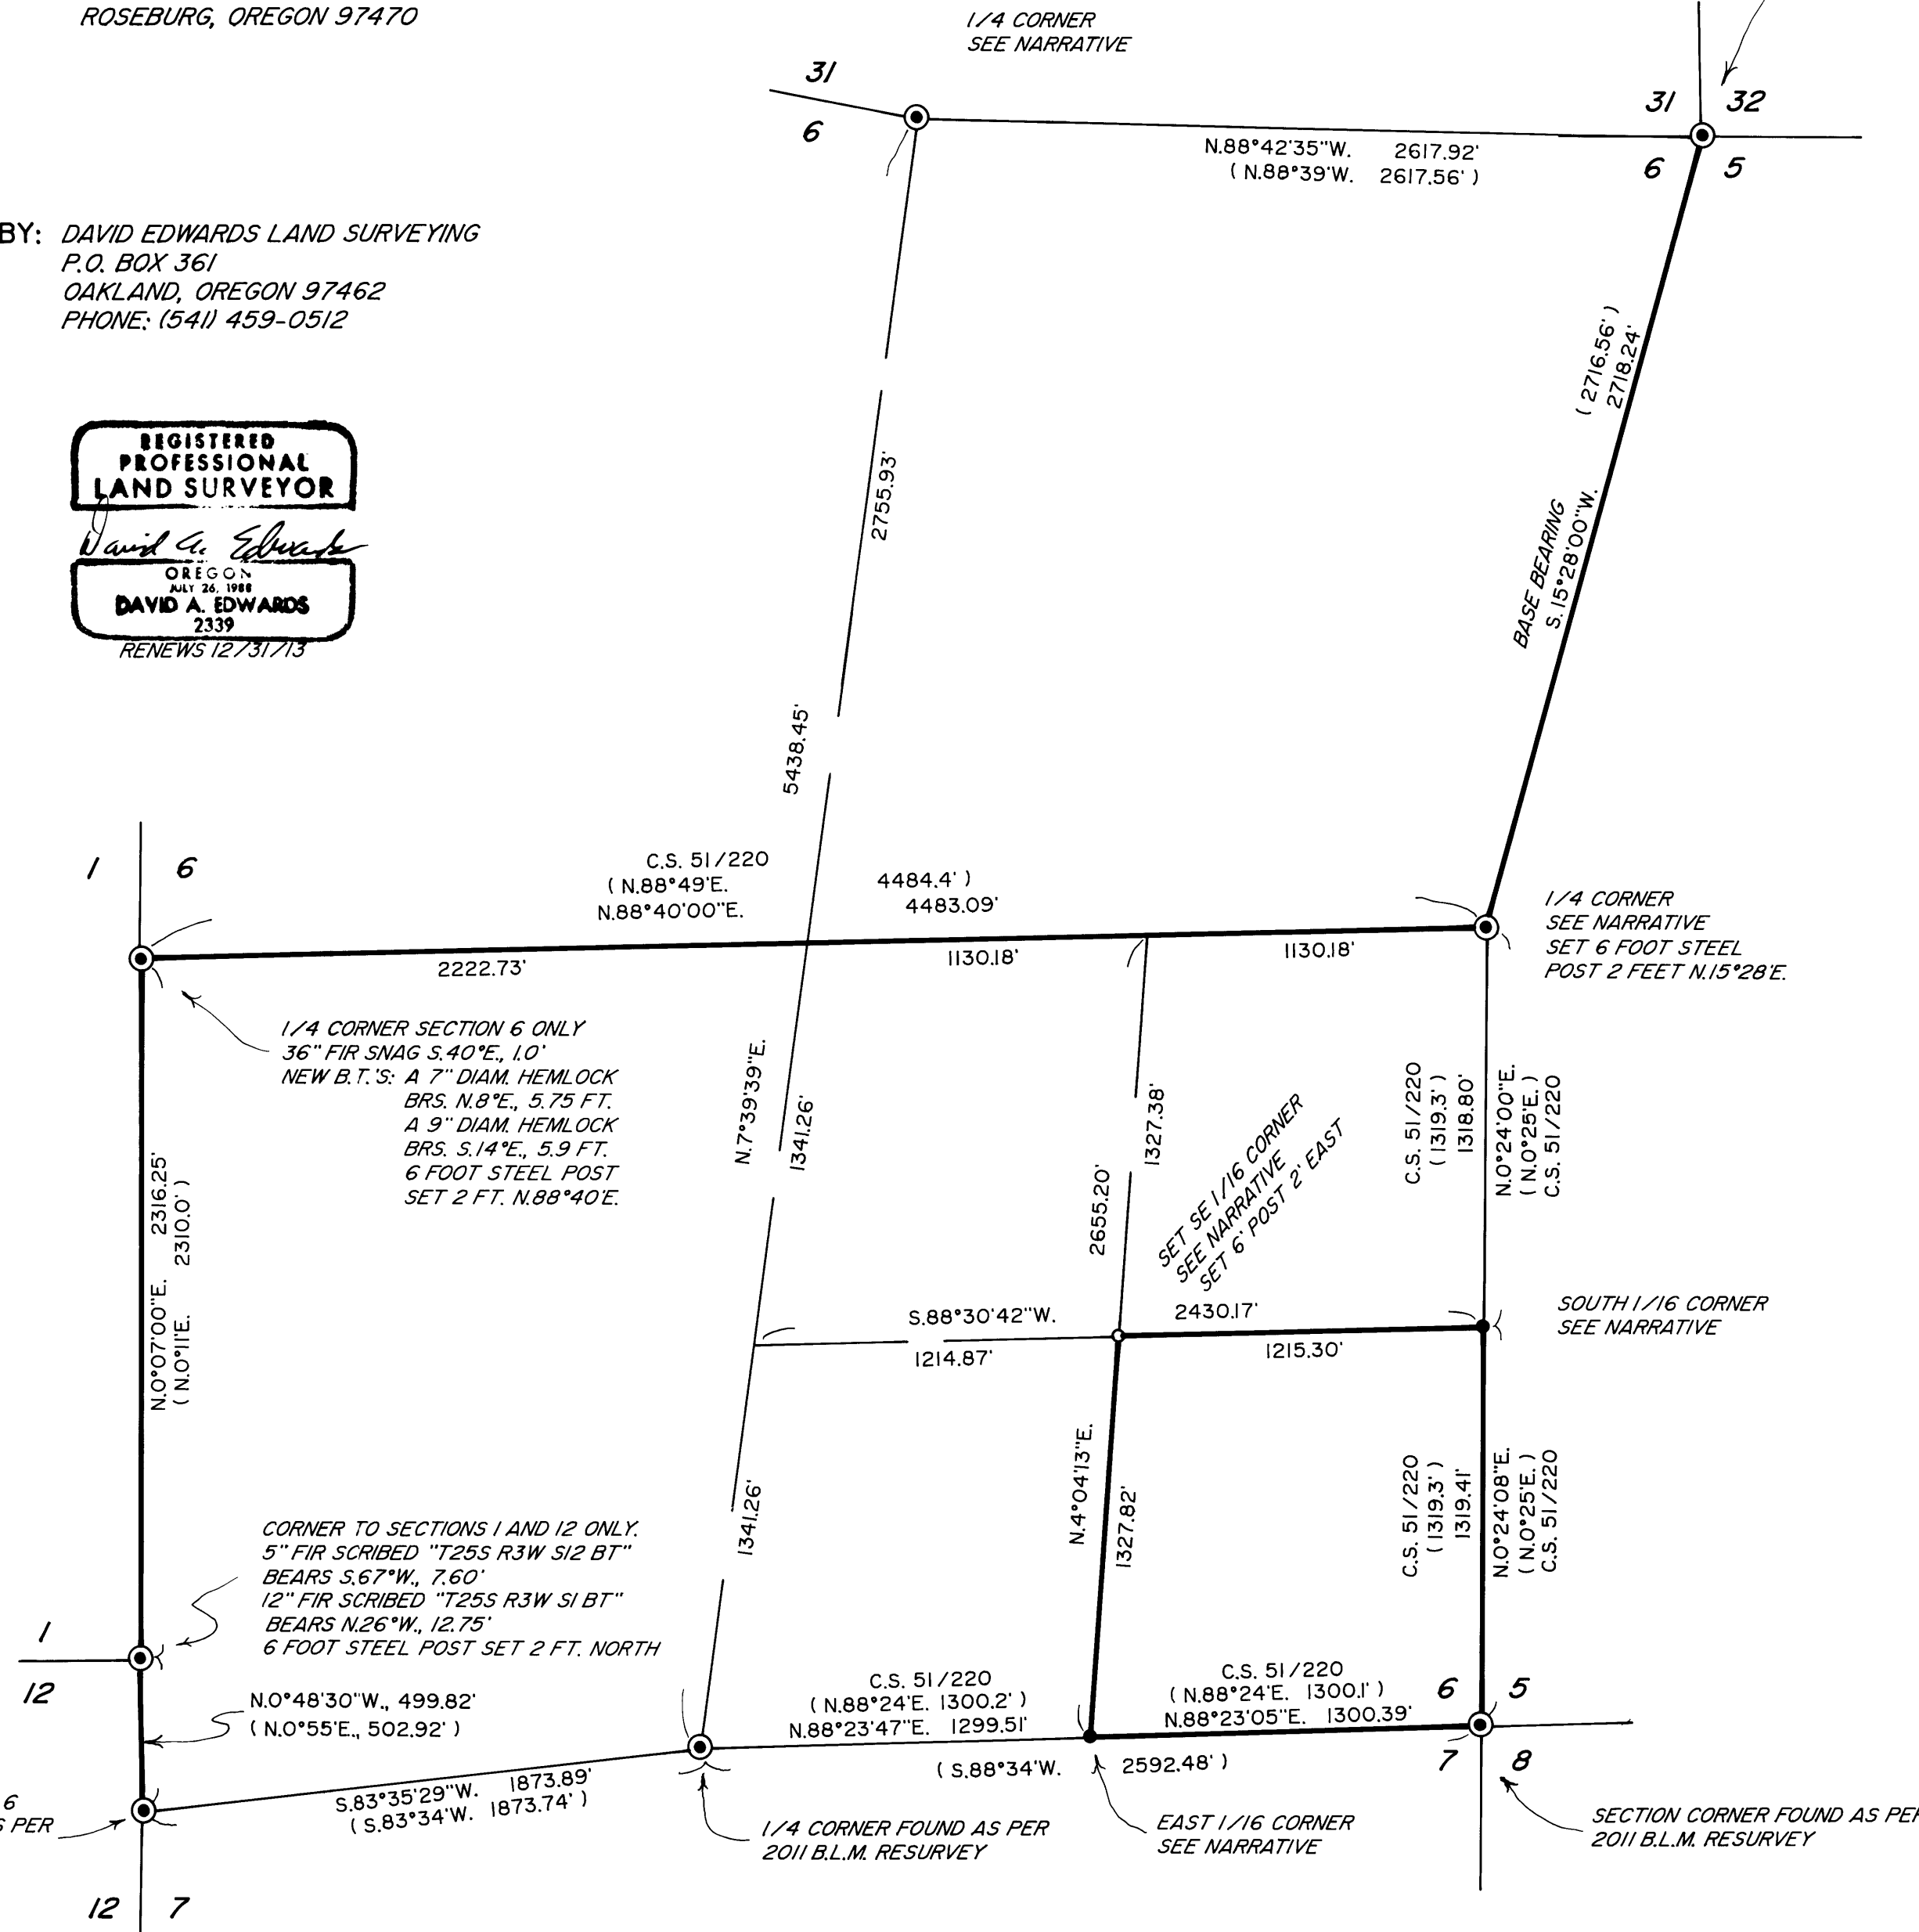 ROSEBURG, OREGON 97470
1/4 CORNER
SEE NARRATIVE
31
6
31
32
6
5
N.88°42'35"W. 2617.92'
( N.88°39'W. 2617.56' )
BY: DAVID EDWARDS LAND SURVEYING
P.O. BOX 361
OAKLAND, OREGON 97462
PHONE: (541) 459-0512
REGISTERED
PROFESSIONAL
LAND SURVEYOR
David A. Edwards
OREGON
JULY 26, 1988
DAVID A. EDWARDS
2339
RENEWS 12/31/13
( 2716.56' )
2718.24'
BASE BEARING
S.15°28'00"W.
2755.93'
5438.45'
1
6
C.S. 51/220
( N.88°49'E. 4484.4' )
N.88°40'00"E. 4483.09'
2222.73'
1130.18'
1130.18'
1/4 CORNER
SEE NARRATIVE
SET 6 FOOT STEEL
POST 2 FEET N.15°28'E.
1/4 CORNER SECTION 6 ONLY
36" FIR SNAG S.40°E., 1.0'
NEW B.T.'S: A 7" DIAM. HEMLOCK
BRS. N.8°E., 5.75 FT.
A 9" DIAM. HEMLOCK
BRS. S.14°E., 5.9 FT.
6 FOOT STEEL POST
SET 2 FT. N.88°40'E.
N.7°39'39"E.
1341.26'
1327.38'
2655.20'
SET SE 1/16 CORNER
SEE NARRATIVE
SET 6' POST 2' EAST
C.S. 51/220
( 1319.3' )
1318.80'
N.0°24'00"E.
( N.0°25'E. )
C.S. 51/220
N.0°07'00"E. 2316.25'
( N.0°11'E. 2310.0' )
S.88°30'42"W. 2430.17'
1214.87'
1215.30'
SOUTH 1/16 CORNER
SEE NARRATIVE
1341.26'
N.4°04'13"E.
1327.82'
C.S. 51/220
( 1319.3' )
1319.41'
N.0°24'08"E.
( N.0°25'E. )
C.S. 51/220
CORNER TO SECTIONS 1 AND 12 ONLY.
5" FIR SCRIBED "T25S R3W S12 BT"
BEARS S.67°W., 7.60'
12" FIR SCRIBED "T25S R3W S1 BT"
BEARS N.26°W., 12.75'
6 FOOT STEEL POST SET 2 FT. NORTH
1
12
N.0°48'30"W., 499.82'
( N.0°55'E., 502.92' )
C.S. 51/220
( N.88°24'E. 1300.2' )
N.88°23'47"E. 1299.51'
C.S. 51/220
( N.88°24'E. 1300.1' )
N.88°23'05"E. 1300.39'
6
5
7
8
( S.88°34'W. 2592.48' )
S.83°35'29"W. 1873.89'
( S.83°34'W. 1873.74' )
6
PER
1/4 CORNER FOUND AS PER
2011 B.L.M. RESURVEY
EAST 1/16 CORNER
SEE NARRATIVE
SECTION CORNER FOUND AS PER
2011 B.L.M. RESURVEY
12
7